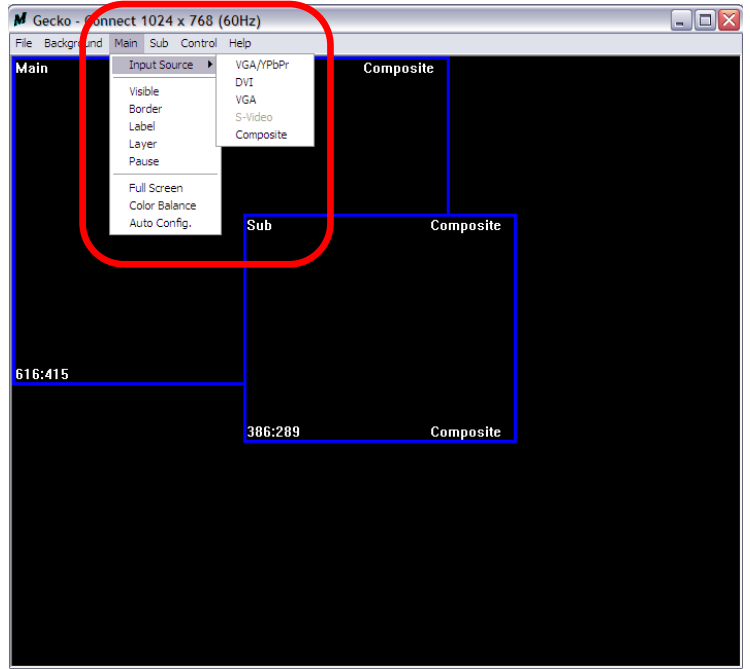 Gecko - Connect 1024 x 768 (60Hz)
File Background Main Sub Control Help
Main Composite
Input Source
Visible
Border
Label
Layer
Pause
Full Screen
Color Balance
Auto Config.
VGA/YPbPr
DVI
VGA
S-Video
Composite
Sub Composite
616:415
386:289 Composite